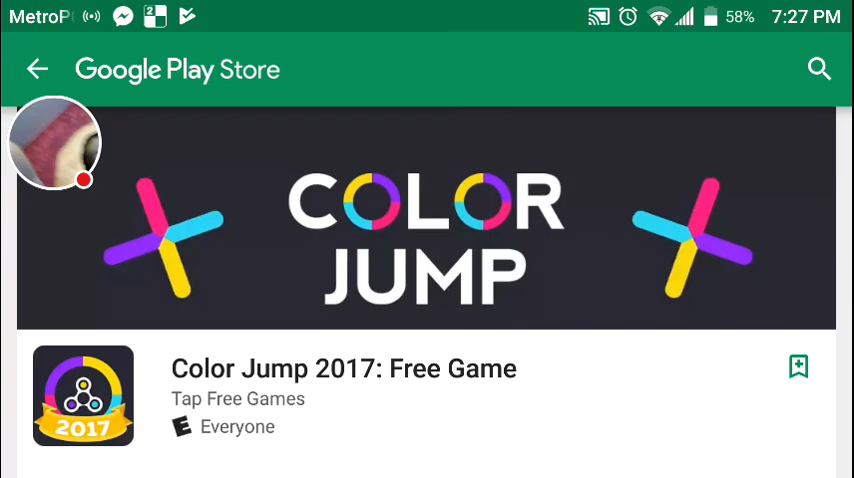 MetroP 2 58% 7:27 PM
Google Play Store
COLOR
JUMP
2017
Color Jump 2017: Free Game
Tap Free Games
E Everyone